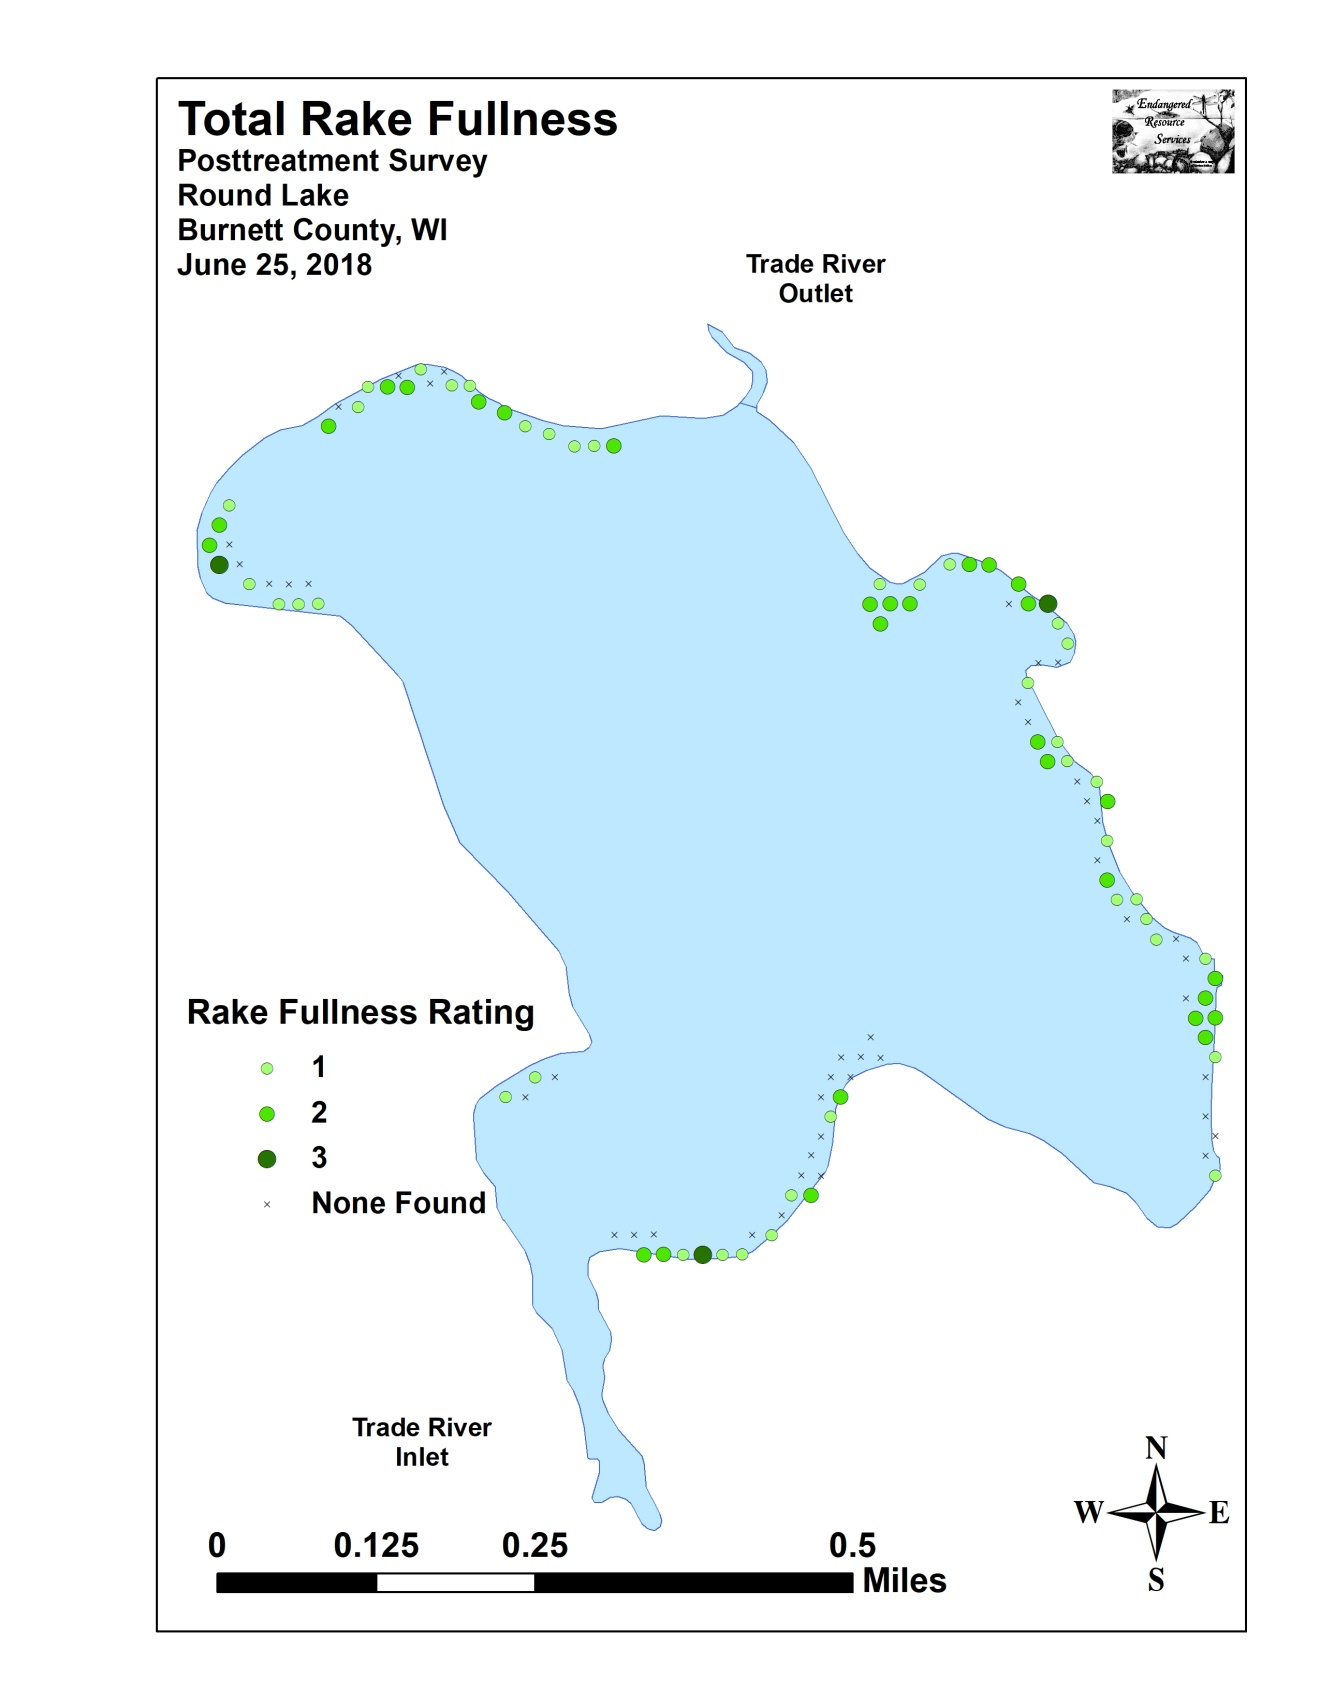 Total Rake Fullness
Posttreatment Survey
Round Lake
Burnett County, WI
June 25, 2018
Endangered
Resource
Services
Trade River
Outlet
Rake Fullness Rating
1
2
3
None Found
Trade River
Inlet
N
W E
S
0 0.125 0.25 0.5
Miles